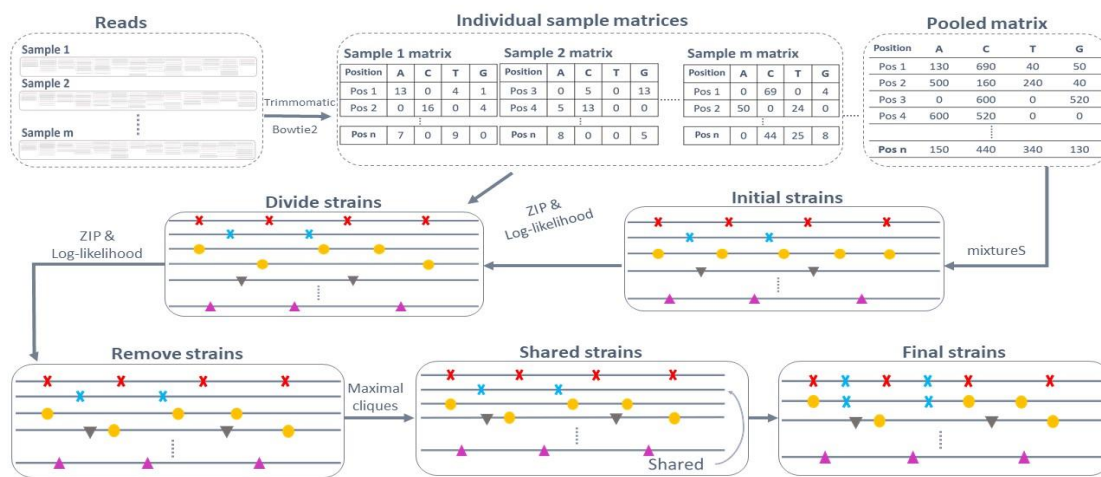 Reads
Sample 1
Sample 2
Sample m
Trimmomatic
Bowtie2
Individual sample matrices
Sample 1 matrix
Position A C T G
Pos 1 13 0 4 1
Pos 2 0 16 0 4
Pos n 7 0 9 0
Sample 2 matrix
Position A C T G
Pos 3 0 5 0 13
Pos 4 5 13 0 0
Pos n 8 0 0 5
Sample m matrix
Position A C T G
Pos 1 0 69 0 4
Pos 2 50 0 24 0
Pos n 0 44 25 8
Pooled matrix
Position A C T G
Pos 1 130 690 40 50
Pos 2 500 160 240 40
Pos 3 0 600 0 520
Pos 4 600 520 0 0
Pos n 150 440 340 130
mixtureS
Initial strains
ZIP &
Log-likelihood
Divide strains
ZIP &
Log-likelihood
Remove strains
Maximal
cliques
Shared strains
Shared
Final strains